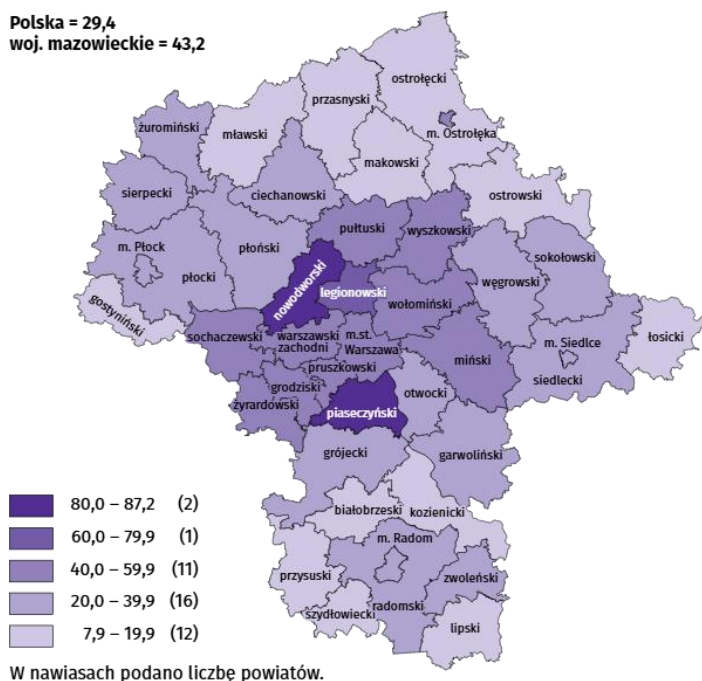 Polska = 29,4
woj. mazowieckie = 43,2
ostrołęcki
przasnyski
żuromiński
mławski
m. Ostrołęka
makowski
sierpecki
ciechanowski
ostrowski
pułtuski
wyszkowski
m. Płock
płoński
sokołowski
węgrowski
płocki
nowodworski
legionowski
gostyniński
wołomiński
sochaczewski
warszawski
zachodni
m.st.
Warszawa
łosicki
m. Siedlce
miński
pruszkowski
siedlecki
grodziski
otwocki
żyrardowski
piaseczyński
grójecki
garwoliński
białobrzeski
kozienicki
m. Radom
przysuski
zwoleński
radomski
szydłowiecki
lipski
80,0 – 87,2 (2)
60,0 – 79,9 (1)
40,0 – 59,9 (11)
20,0 – 39,9 (16)
7,9 – 19,9 (12)
W nawiasach podano liczbę powiatów.